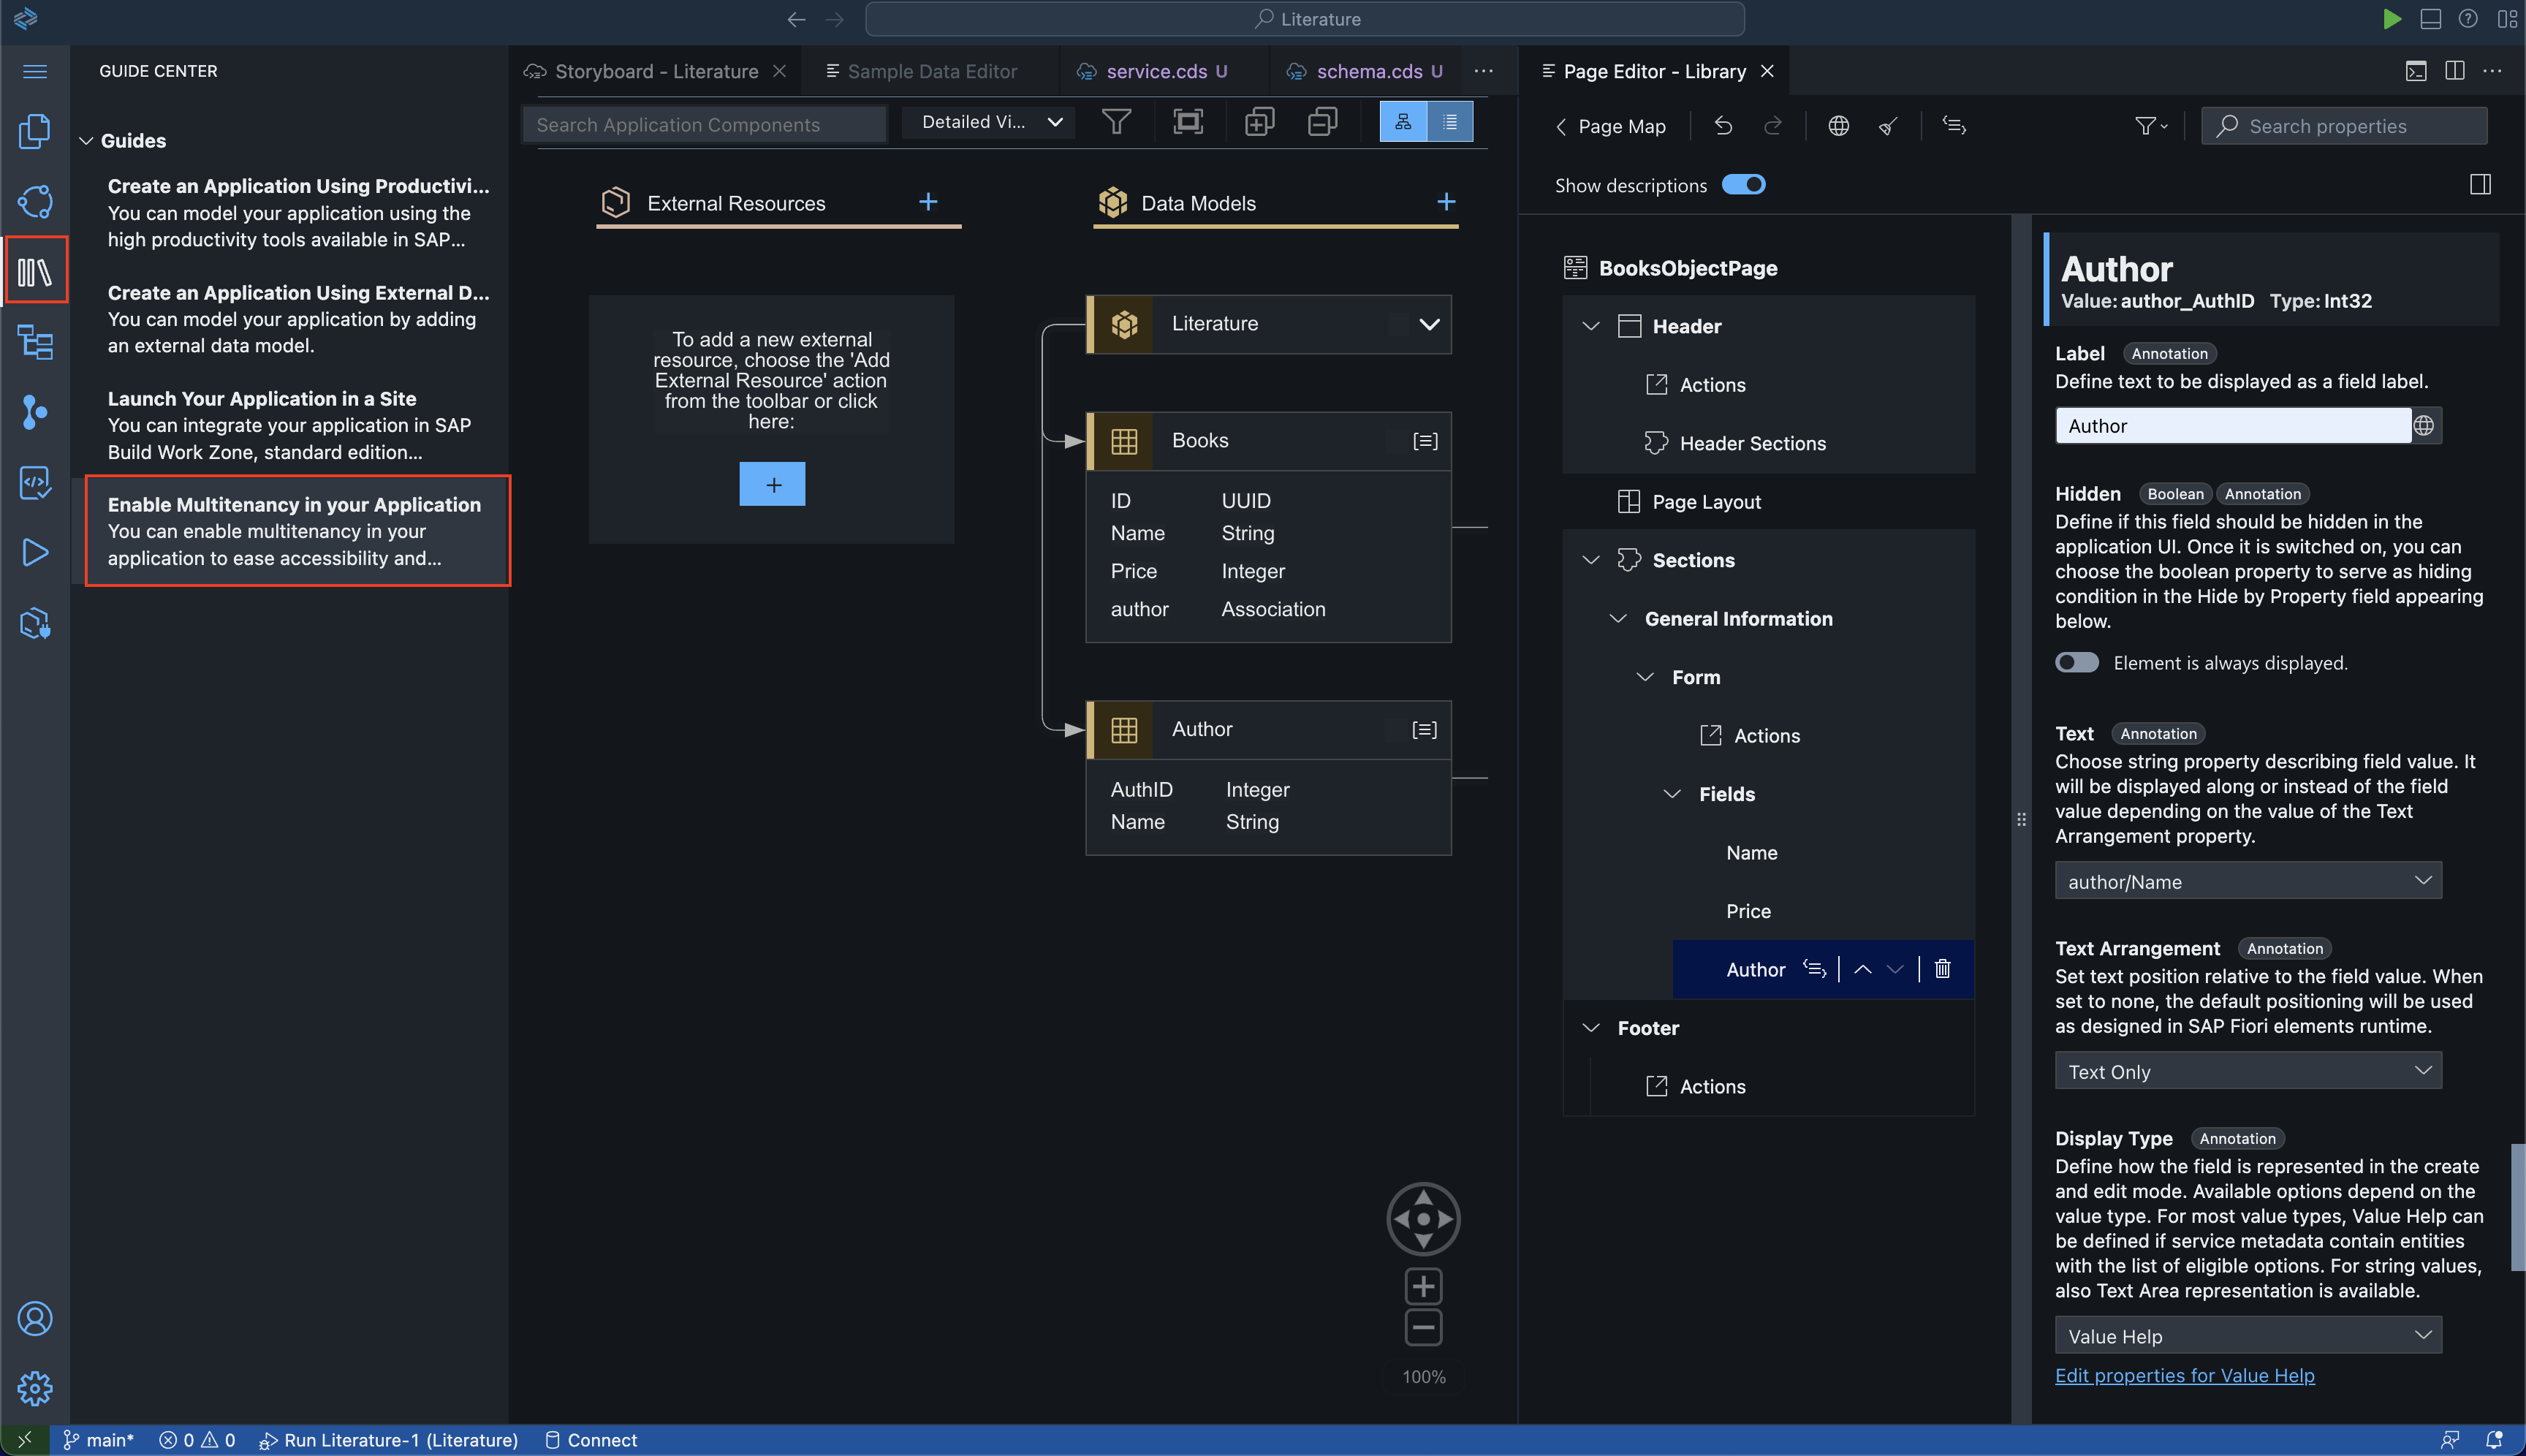 Literature
GUIDE CENTER
Guides
Create an Application Using Productivi...
You can model your application using the
high productivity tools available in SAP...
Create an Application Using External D...
You can model your application by adding
an external data model.
Launch Your Application in a Site
You can integrate your application in SAP
Build Work Zone, standard edition...
Enable Multitenancy in your Application
You can enable multitenancy in your
application to ease accessibility and...
Storyboard - Literature
Sample Data Editor
service.cds U
schema.cds U
Search Application Components
Detailed Vi...
External Resources
Data Models
To add a new external
resource, choose the 'Add
External Resource' action
from the toolbar or click
here:
Literature
Books
ID UUID
Name String
Price Integer
author Association
Author
AuthID Integer
Name String
100%
Page Editor - Library
Page Map
Search properties
Show descriptions
BooksObjectPage
Header
Actions
Header Sections
Page Layout
Sections
General Information
Form
Actions
Fields
Name
Price
Author
Footer
Actions
Author
Value: author_AuthID Type: Int32
Label Annotation
Define text to be displayed as a field label.
Author
Hidden Boolean Annotation
Define if this field should be hidden in the
application UI. Once it is switched on, you can
choose the boolean property to serve as hiding
condition in the Hide by Property field appearing
below.
Element is always displayed.
Text Annotation
Choose string property describing field value. It
will be displayed along or instead of the field
value depending on the value of the Text
Arrangement property.
author/Name
Text Arrangement Annotation
Set text position relative to the field value. When
set to none, the default positioning will be used
as designed in SAP Fiori elements runtime.
Text Only
Display Type Annotation
Define how the field is represented in the create
and edit mode. Available options depend on the
value type. For most value types, Value Help can
be defined if service metadata contain entities
with the list of eligible options. For string values,
also Text Area representation is available.
Value Help
Edit properties for Value Help
main* 0 0 Run Literature-1 (Literature) Connect